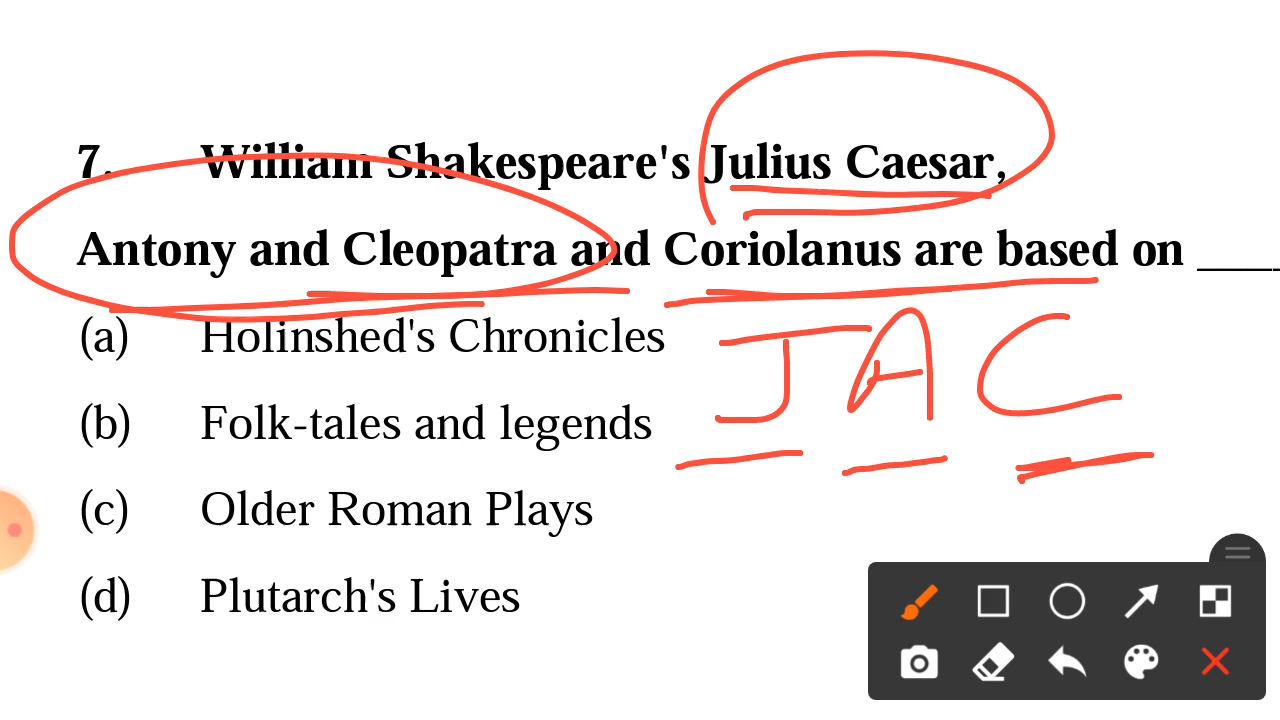 7. William Shakespeare's Julius Caesar,
Antony and Cleopatra and Coriolanus are based on ____
(a) Holinshed's Chronicles
(b) Folk-tales and legends
JAC
(c) Older Roman Plays
(d) Plutarch's Lives